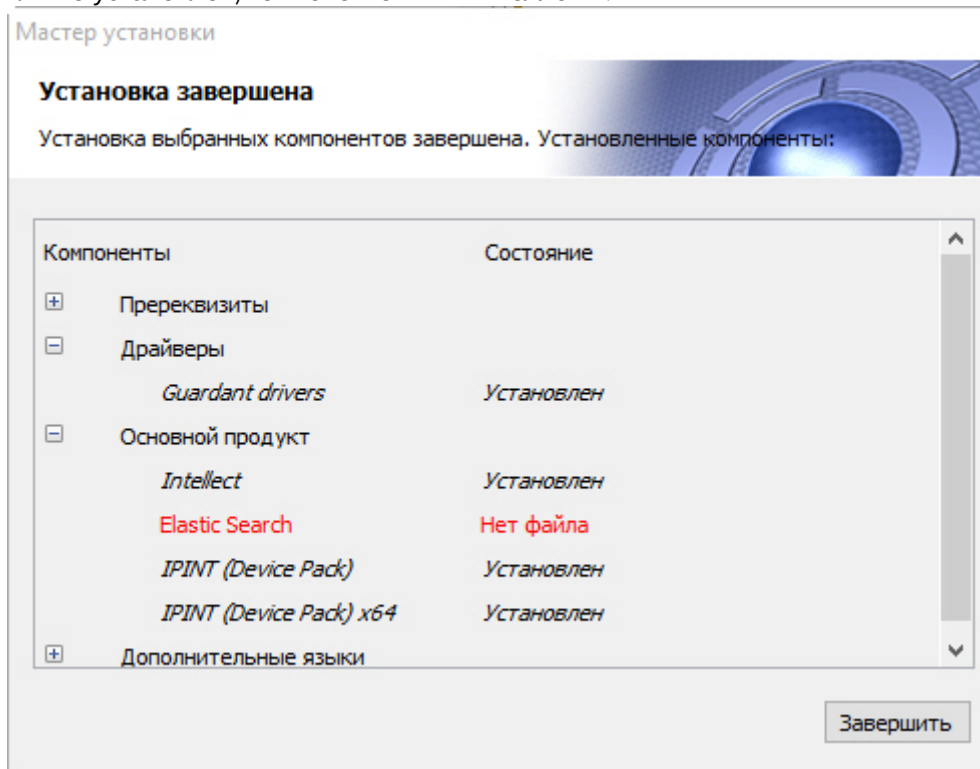 Мастер установки
Установка завершена
Установка выбранных компонентов завершена. Установленные компоненты:
Компоненты Состояние
Пререквизиты
Драйверы
Guardant drivers Установлен
Основной продукт
Intellect Установлен
Elastic Search Нет файла
IPINT (Device Pack) Установлен
IPINT (Device Pack) x64 Установлен
Дополнительные языки
Завершить